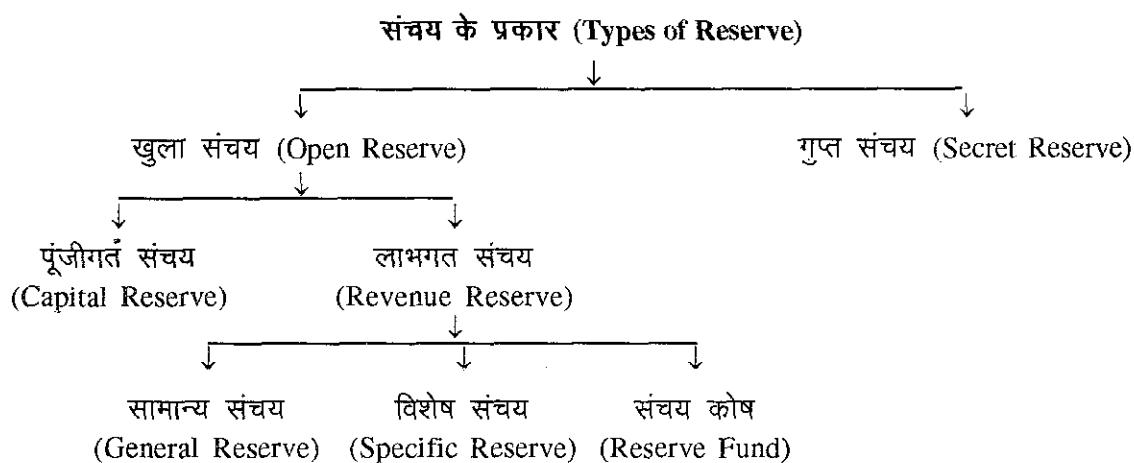 संचय के प्रकार (Types of Reserve)
खुला संचय (Open Reserve) गुप्त संचय (Secret Reserve)
पूंजीगत संचय लाभगत संचय
(Capital Reserve) (Revenue Reserve)
सामान्य संचय विशेष संचय संचय कोष
(General Reserve) (Specific Reserve) (Reserve Fund)